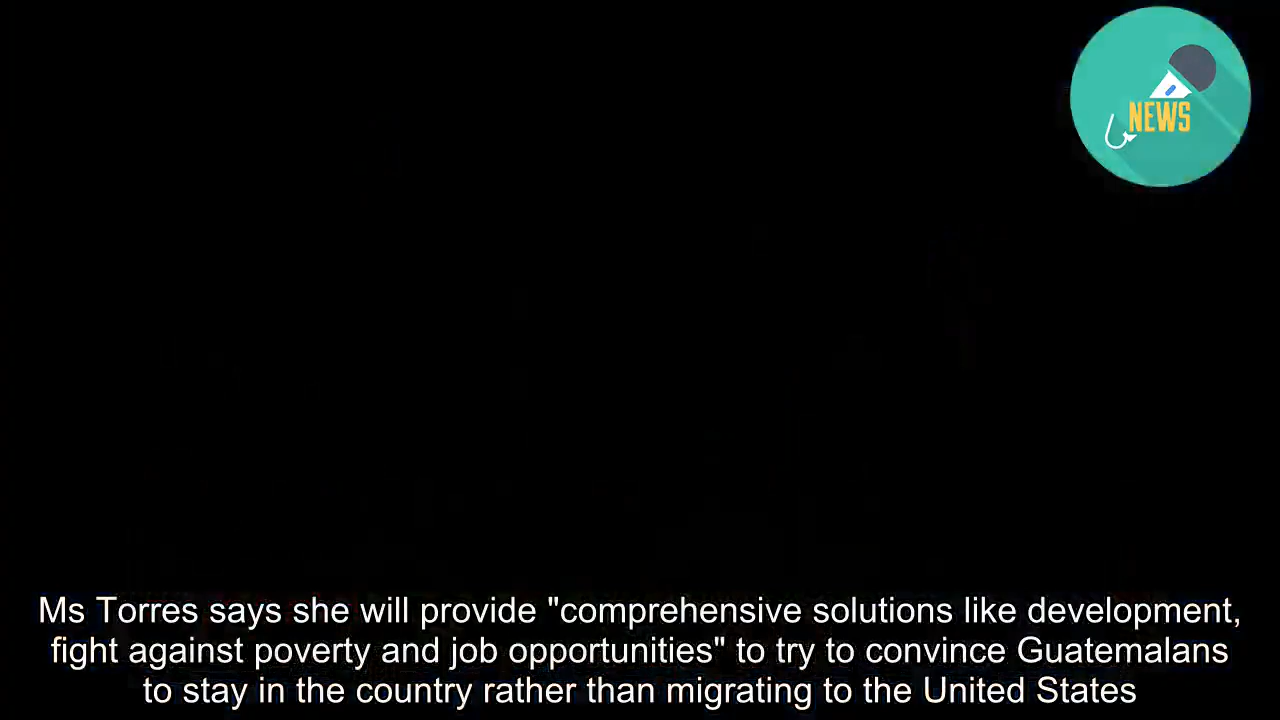 NEWS
Ms Torres says she will provide "comprehensive solutions like development,
fight against poverty and job opportunities" to try to convince Guatemalans
to stay in the country rather than migrating to the United States